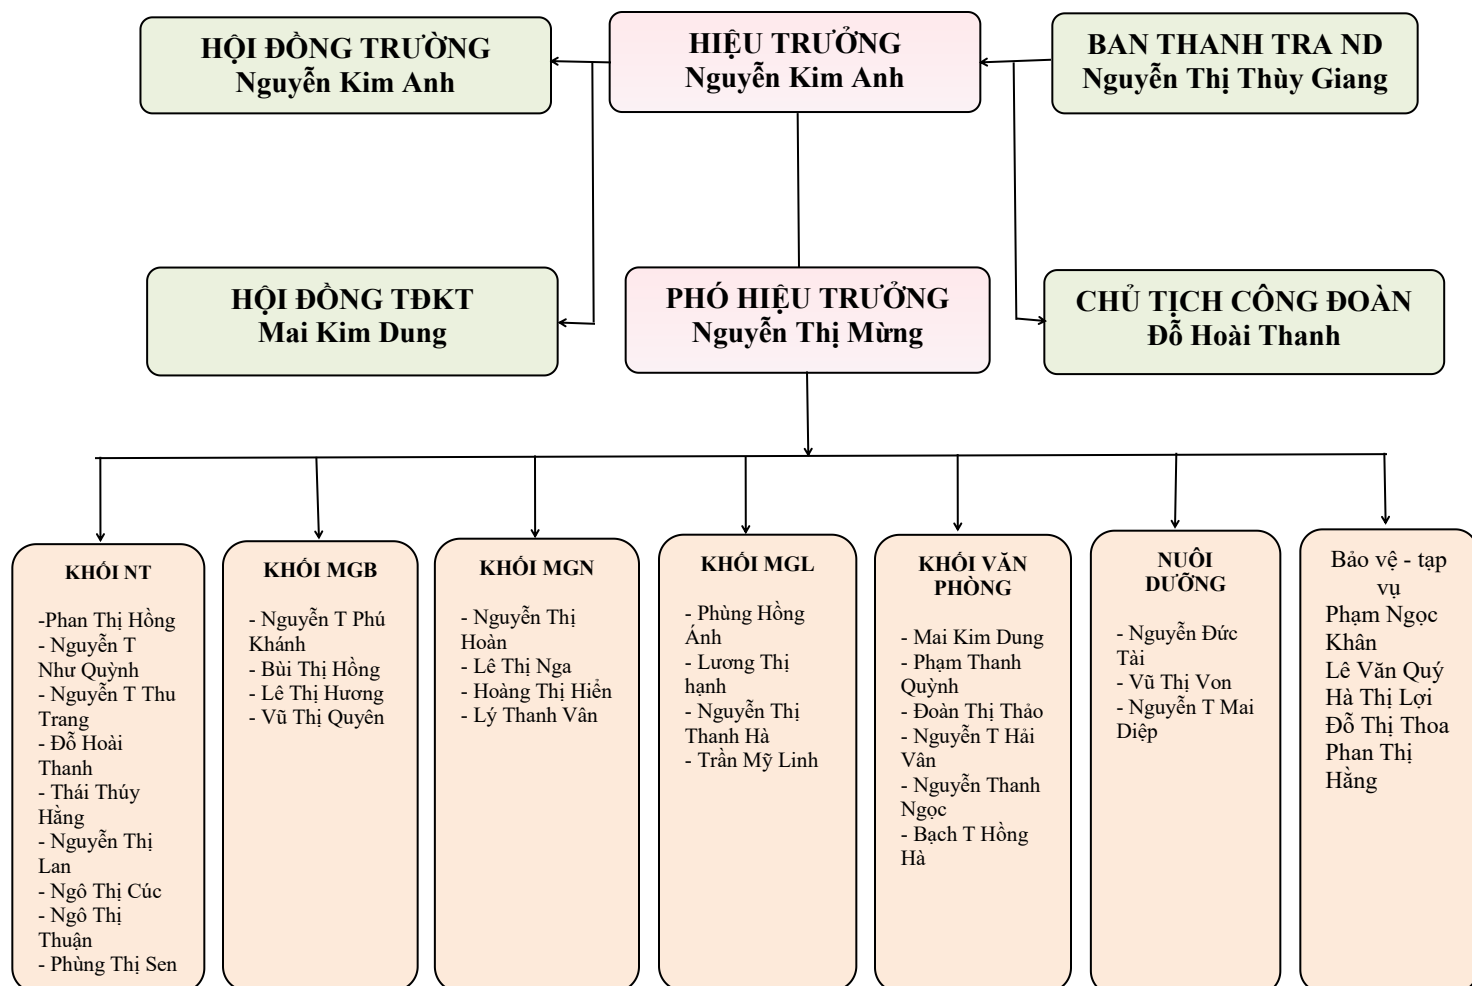 HỘI ĐỒNG TRƯỜNG
Nguyễn Kim Anh
HIỆU TRƯỞNG
Nguyễn Kim Anh
BAN THANH TRA ND
Nguyễn Thị Thùy Giang
HỘI ĐỒNG TĐKT
Mai Kim Dung
PHÓ HIỆU TRƯỞNG
Nguyễn Thị Mừng
CHỦ TỊCH CÔNG ĐOÀN
Đỗ Hoài Thanh
KHỐI NT
-Phan Thị Hồng
- Nguyễn T
Như Quỳnh
- Nguyễn T Thu
Trang
- Đỗ Hoài
Thanh
- Thái Thúy
Hằng
- Nguyễn Thị
Lan
- Ngô Thị Cúc
- Ngô Thị
Thuận
- Phùng Thị Sen
KHỐI MGB
- Nguyễn T Phú
Khánh
- Bùi Thị Hồng
- Lê Thị Hương
- Vũ Thị Quyên
KHỐI MGN
- Nguyễn Thị
Hoàn
- Lê Thị Nga
- Hoàng Thị Hiển
- Lý Thanh Vân
KHỐI MGL
- Phùng Hồng
Ánh
- Lương Thị
hạnh
- Nguyễn Thị
Thanh Hà
- Trần Mỹ Linh
KHỐI VĂN
PHÒNG
- Mai Kim Dung
- Phạm Thanh
Quỳnh
- Đoàn Thị Thảo
- Nguyễn T Hải
Vân
- Nguyễn Thanh
Ngọc
- Bạch T Hồng
Hà
NUÔI
DƯỠNG
- Nguyễn Đức
Tài
- Vũ Thị Von
- Nguyễn T Mai
Diệp
Bảo vệ - tạp
vụ
Phạm Ngọc
Khân
Lê Văn Quý
Hà Thị Lợi
Đỗ Thị Thoa
Phan Thị
Hằng